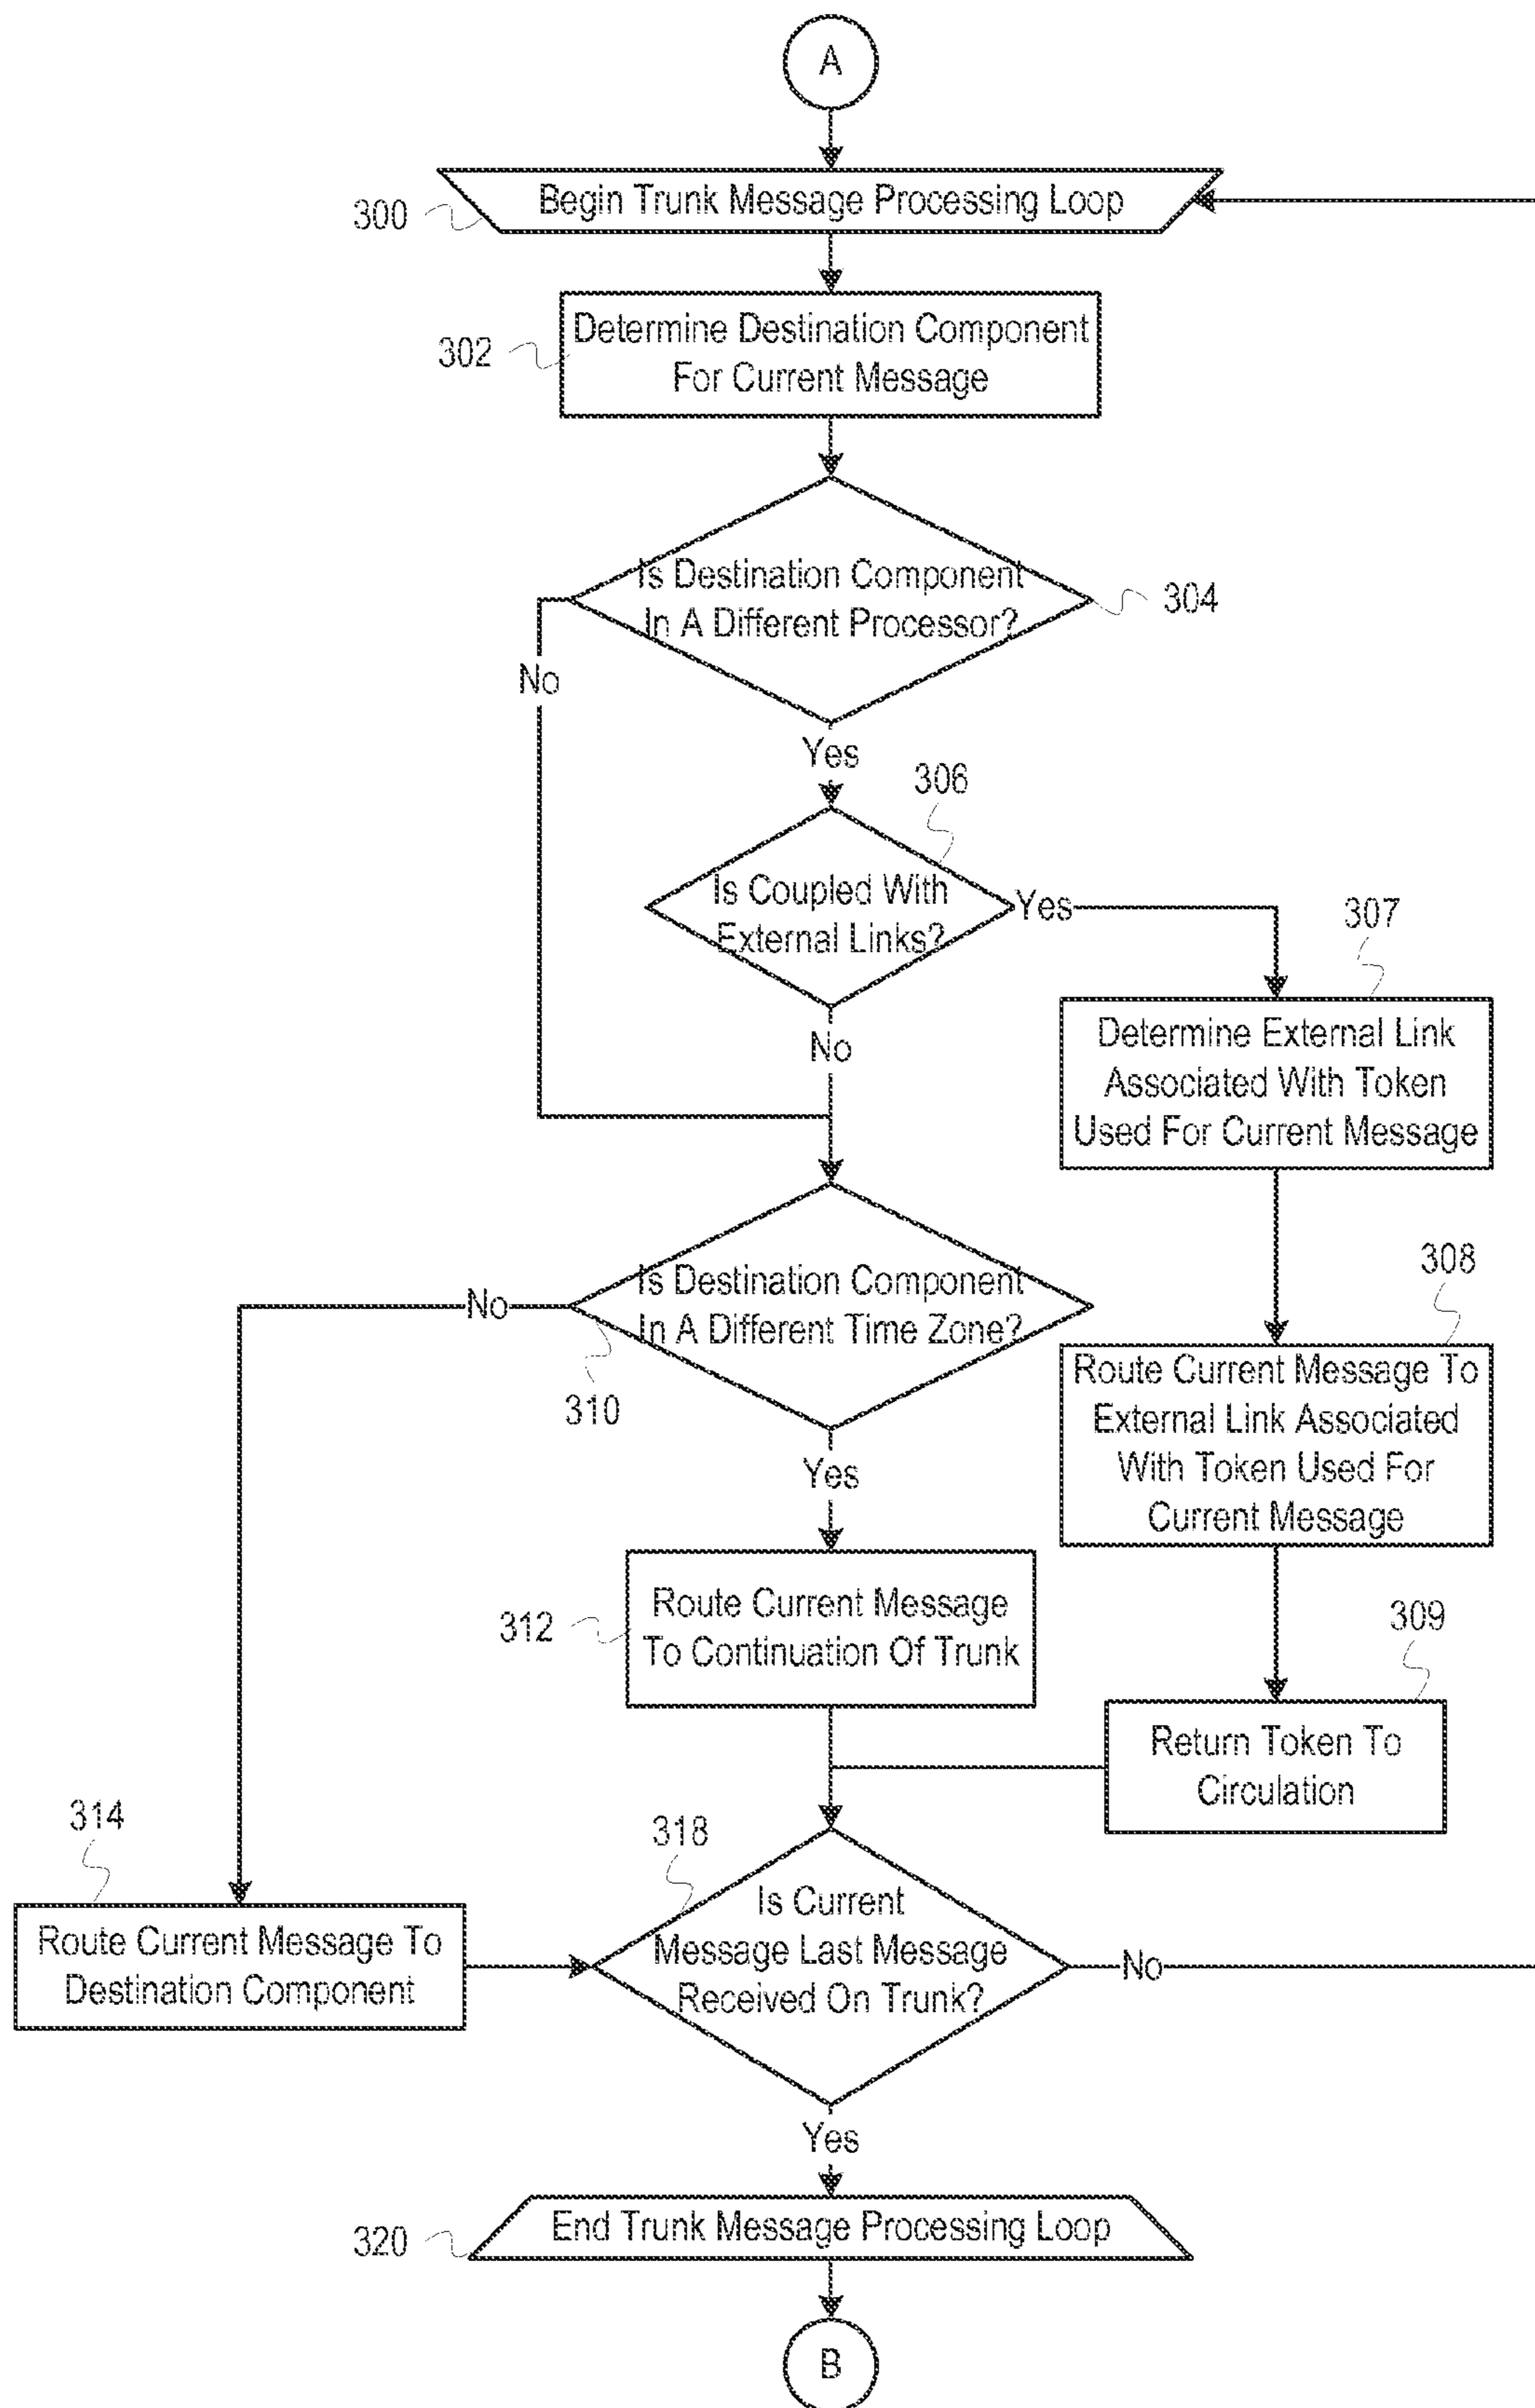 A
Begin Trunk Message Processing Loop
300
Determine Destination Component
For Current Message
302
Is Destination Component
In A Different Processor?
304
No
Yes
306
Is Coupled With
External Links?
Yes
307
No
Determine External Link
Associated With Token
Used For Current Message
Is Destination Component
In A Different Time Zone?
No
310
308
Route Current Message To
External Link Associated
With Token Used For
Current Message
Yes
Route Current Message
To Continuation Of Trunk
312
309
Return Token To
Circulation
314
318
Route Current Message To
Destination Component
Is Current
Message Last Message
Received On Trunk?
No
Yes
End Trunk Message Processing Loop
320
B